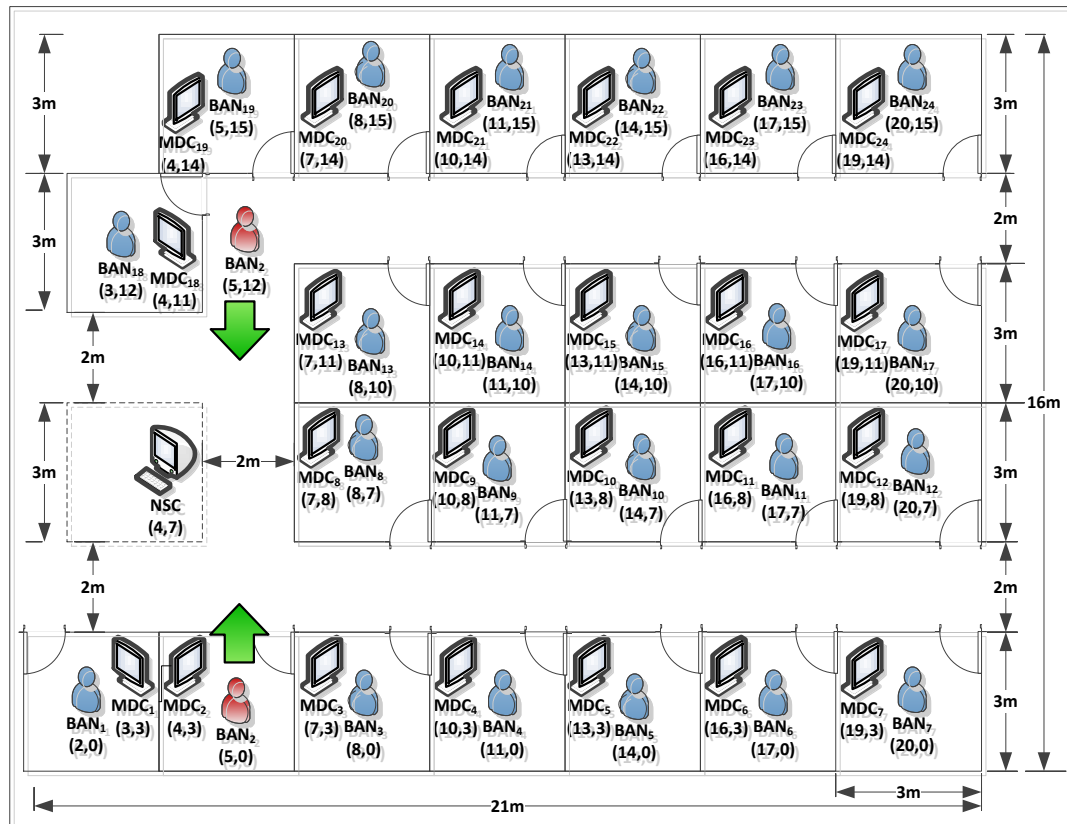 3m
BAN19
(5,15)
MDC19
(4,14)
BAN20
(8,15)
MDC20
(7,14)
BAN21
(11,15)
MDC21
(10,14)
BAN22
(14,15)
MDC22
(13,14)
BAN23
(17,15)
MDC23
(16,14)
BAN24
(20,15)
MDC24
(19,14)
3m
3m
BAN18
(3,12)
MDC18
(4,11)
BAN2
(5,12)
2m
MDC13
(7,11)
BAN13
(8,10)
MDC14
(10,11)
BAN14
(11,10)
MDC15
(13,11)
BAN15
(14,10)
MDC16
(16,11)
BAN16
(17,10)
MDC17
(19,11)
BAN17
(20,10)
3m
2m
16m
3m
NSC
(4,7)
2m
MDC8
(7,8)
BAN8
(8,7)
MDC9
(10,8)
BAN9
(11,7)
MDC10
(13,8)
BAN10
(14,7)
MDC11
(16,8)
BAN11
(17,7)
MDC12
(19,8)
BAN12
(20,7)
3m
2m
2m
BAN1
(2,0)
MDC1
(3,3)
MDC2
(4,3)
BAN2
(5,0)
MDC3
(7,3)
BAN3
(8,0)
MDC4
(10,3)
BAN4
(11,0)
MDC5
(13,3)
BAN5
(14,0)
MDC6
(16,3)
BAN6
(17,0)
MDC7
(19,3)
BAN7
(20,0)
3m
3m
21m